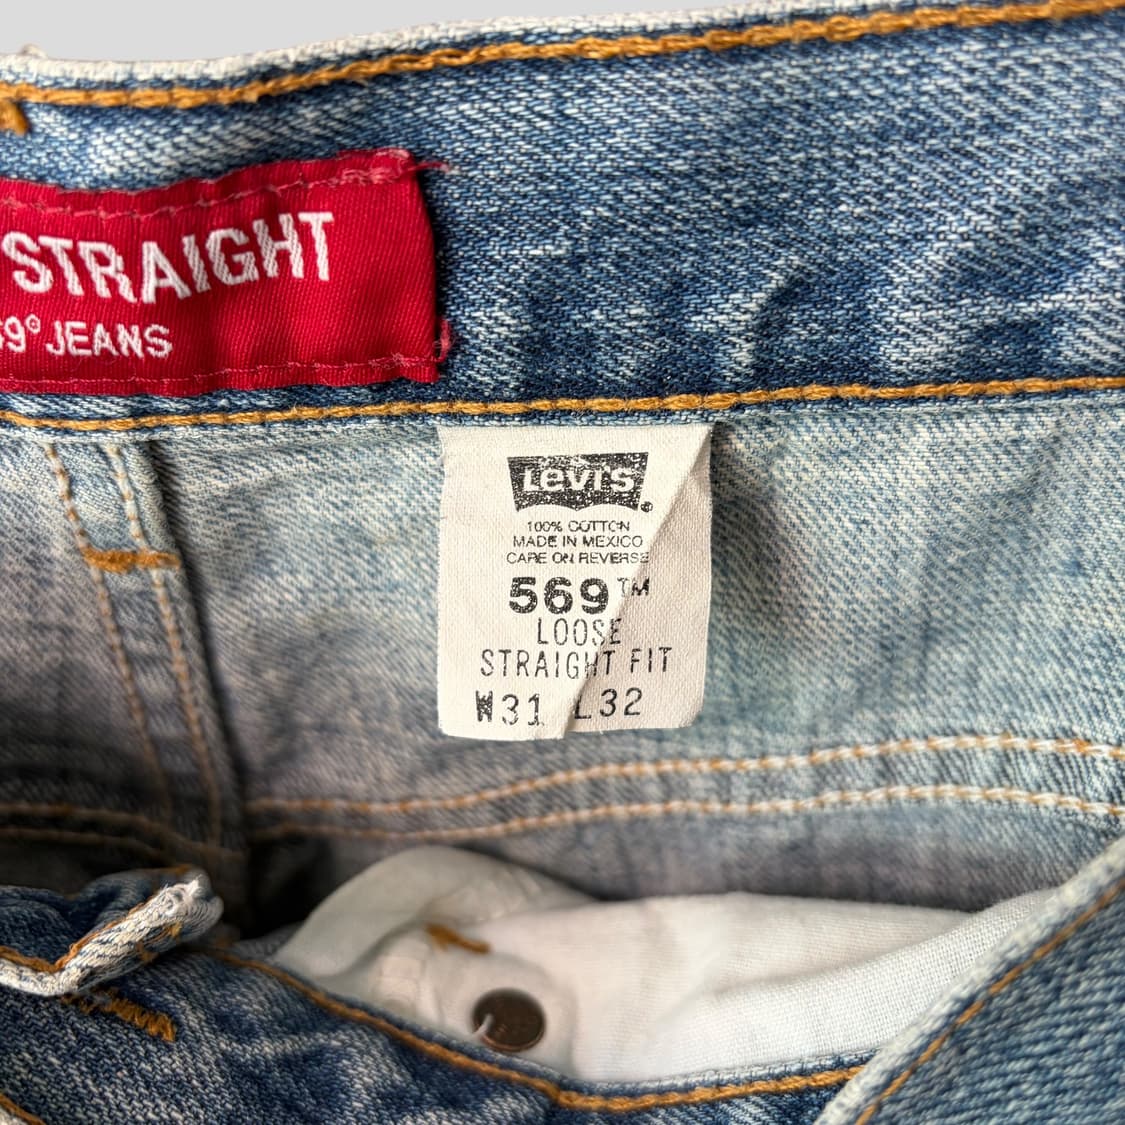 STRAIGHT
69® JEANS
Levi's®
100% COTTON
MADE IN MEXICO
CARE ON REVERSE
569™
LOOSE
STRAIGHT FIT
W31 L32